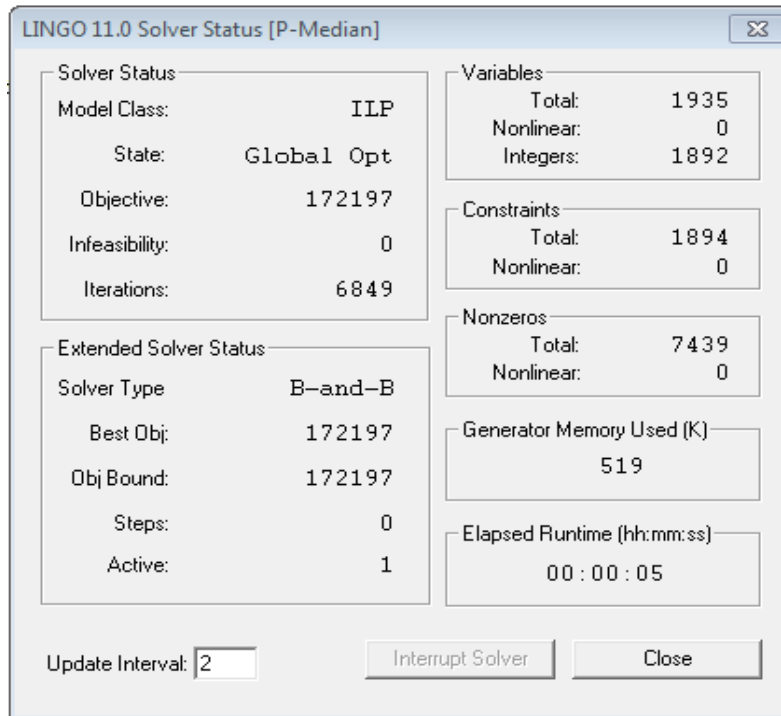 LINGO 11.0 Solver Status [P-Median]
Solver Status
Model Class: ILP
State: Global Opt
Objective: 172197
Infeasibility: 0
Iterations: 6849
Extended Solver Status
Solver Type B-and-B
Best Obj: 172197
Obj Bound: 172197
Steps: 0
Active: 1
Variables
Total: 1935
Nonlinear: 0
Integers: 1892
Constraints
Total: 1894
Nonlinear: 0
Nonzeros
Total: 7439
Nonlinear: 0
Generator Memory Used (K)
519
Elapsed Runtime (hh:mm:ss)
00:00:05
Update Interval: 2
Interrupt Solver
Close